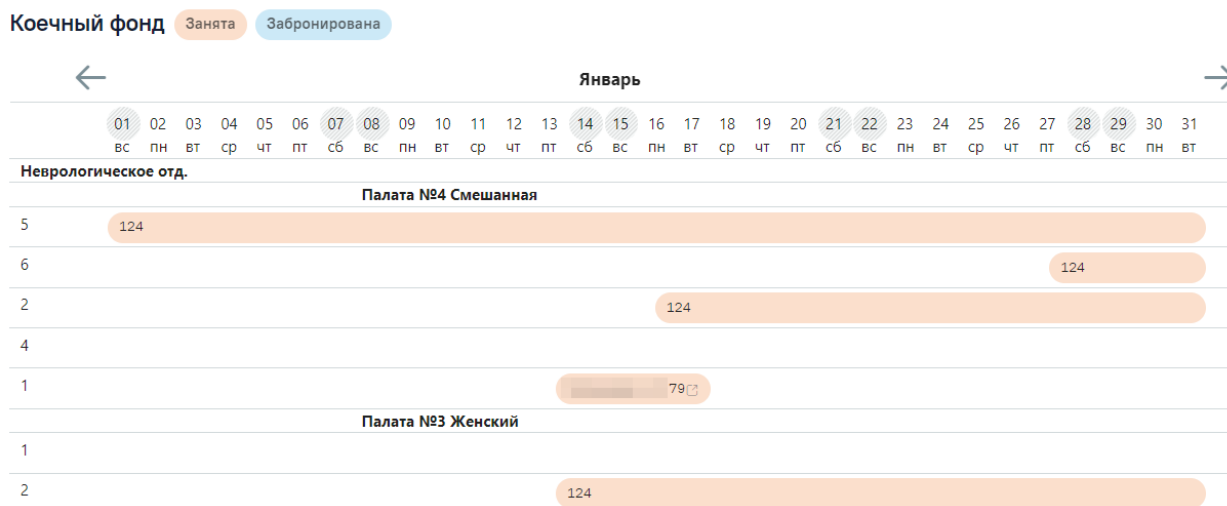 Коечный фонд Занята Забронирована
Январь
01 02 03 04 05 06 07 08 09 10 11 12 13 14 15 16 17 18 19 20 21 22 23 24 25 26 27 28 29 30 31
вс пн вт ср чт пт сб вс пн вт ср чт пт сб вс пн вт ср чт пт сб вс пн вт ср чт пт сб вс пн вт
Неврологическое отд.
Палата №4 Смешанная
5 124
6 124
2 124
4
1 79
Палата №3 Женский
1
2 124